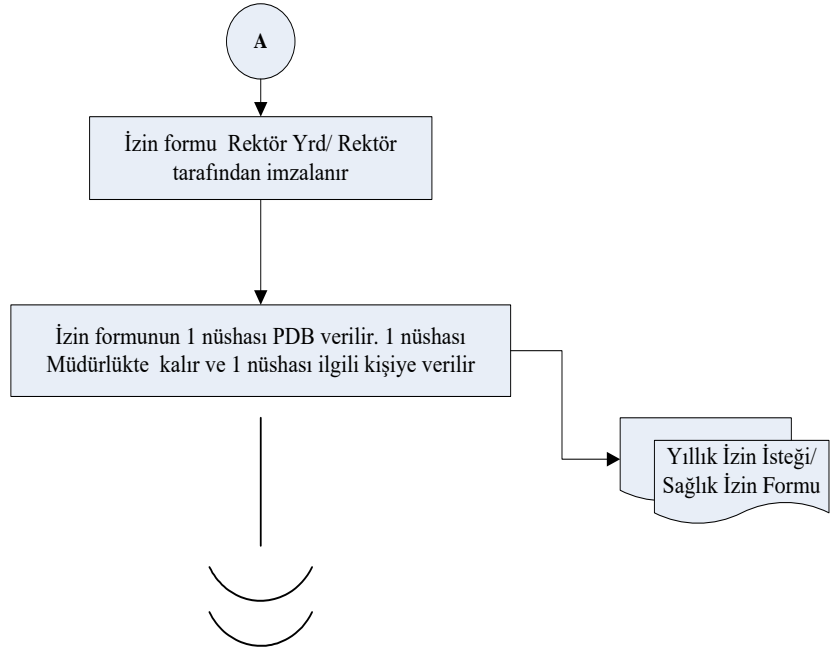 A
İzin formu  Rektör Yrd/ Rektör
tarafından imzalanır
İzin formunun 1 nüshası PDB verilir. 1 nüshası
Müdürlükte  kalır ve 1 nüshası ilgili kişiye verilir
Yıllık İzin İsteği/
Sağlık İzin Formu